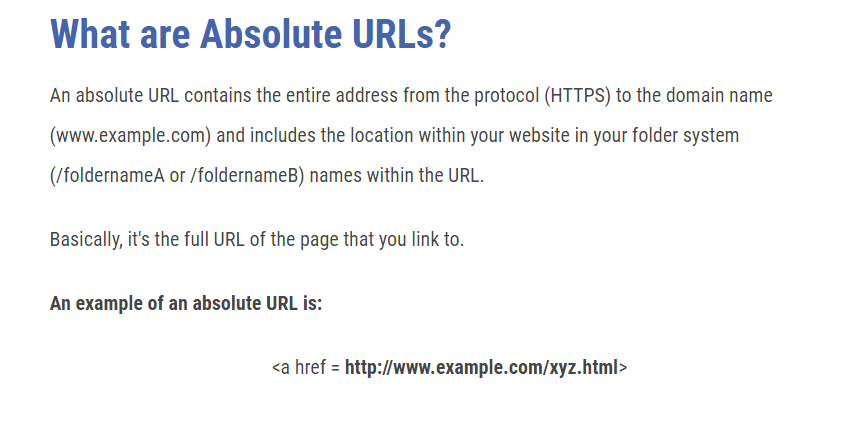 What are Absolute URLs?
An absolute URL contains the entire address from the protocol (HTTPS) to the domain name
(www.example.com) and includes the location within your website in your folder system
(/foldernameA or /foldernameB) names within the URL.
Basically, it's the full URL of the page that you link to.
An example of an absolute URL is:
<a href = http://www.example.com/xyz.html>